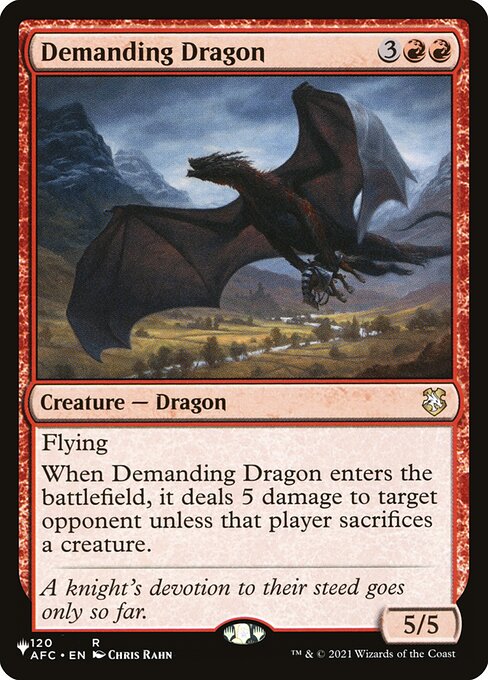 Demanding Dragon 3
Creature — Dragon
Flying
When Demanding Dragon enters the
battlefield, it deals 5 damage to target
opponent unless that player sacrifices
a creature.
A knight's devotion to their steed goes
only so far.
5/5
120 R
AFC • EN Chris Rahn
™ & © 2021 Wizards of the Coast